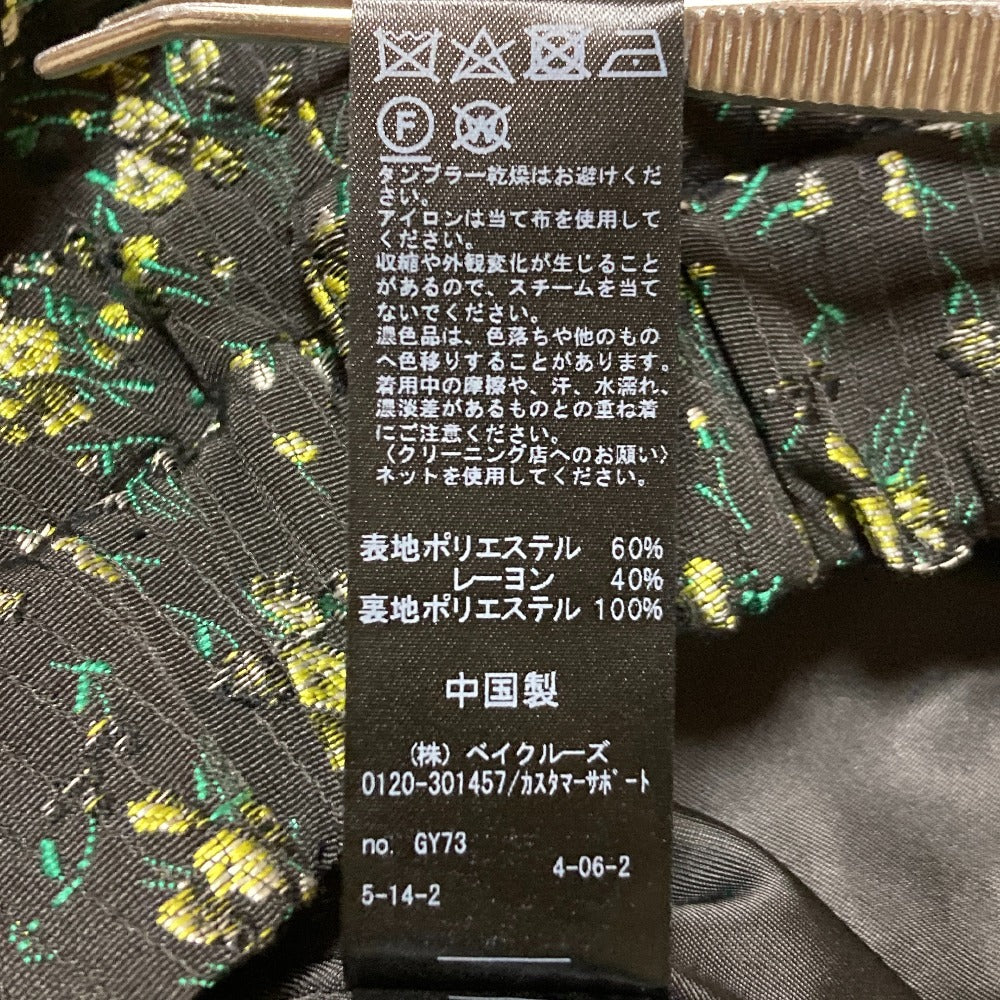 F W
タンブラー乾燥はお避けくだ
さい。
アイロンは当て布を使用して
ください。
収縮や外観変化が生じること
があるので、スチームを当て
ないでください。
濃色品は、色落ちや他のもの
へ色移りすることがあります。
着用中の摩擦や、汗、水濡れ、
濃淡差があるものとの重ね着
にご注意ください。
〈クリーニング店へのお願い〉
ネットを使用してください。
表地ポリエステル 60%
レーヨン 40%
裏地ポリエステル 100%
中国製
(株) ベイクルーズ
0120-301457/ｶｽﾀﾏｰｻﾎﾟｰﾄ
no. GY73
4-06-2
5-14-2